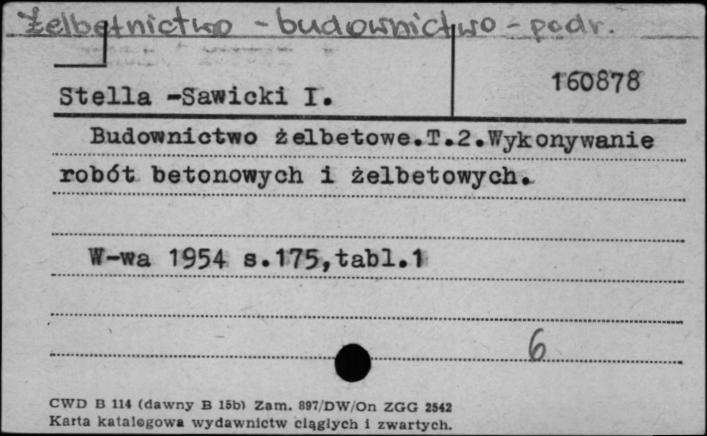 żelbetnictwo - budownictwo - podr.
160878
Stella -Sawicki I.
Budownictwo żelbetowe.T.2.Wykonywanie
robót betonowych i żelbetowych.
W-wa 1954 s.175,tabl.1
6
CWD B 114 (dawny B 15b) Zam. 897/DW/On ZGG 2542
Karta katalogowa wydawnictw ciągłych i zwartych.